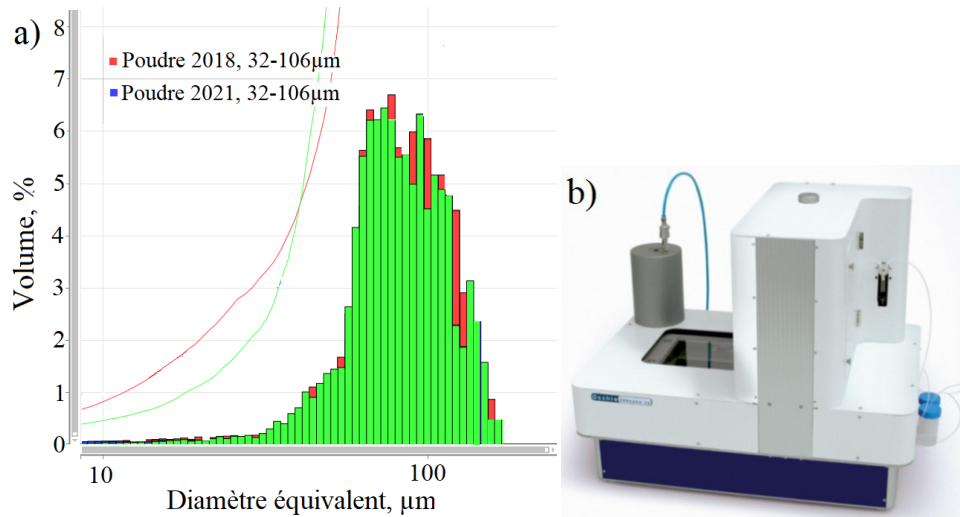 a)
8
7
6
5
4
3
2
1
0
Volume, %
Poudre 2018, 32-106µm
Poudre 2021, 32-106µm
10
100
Diamètre équivalent, µm
b)
Occhio